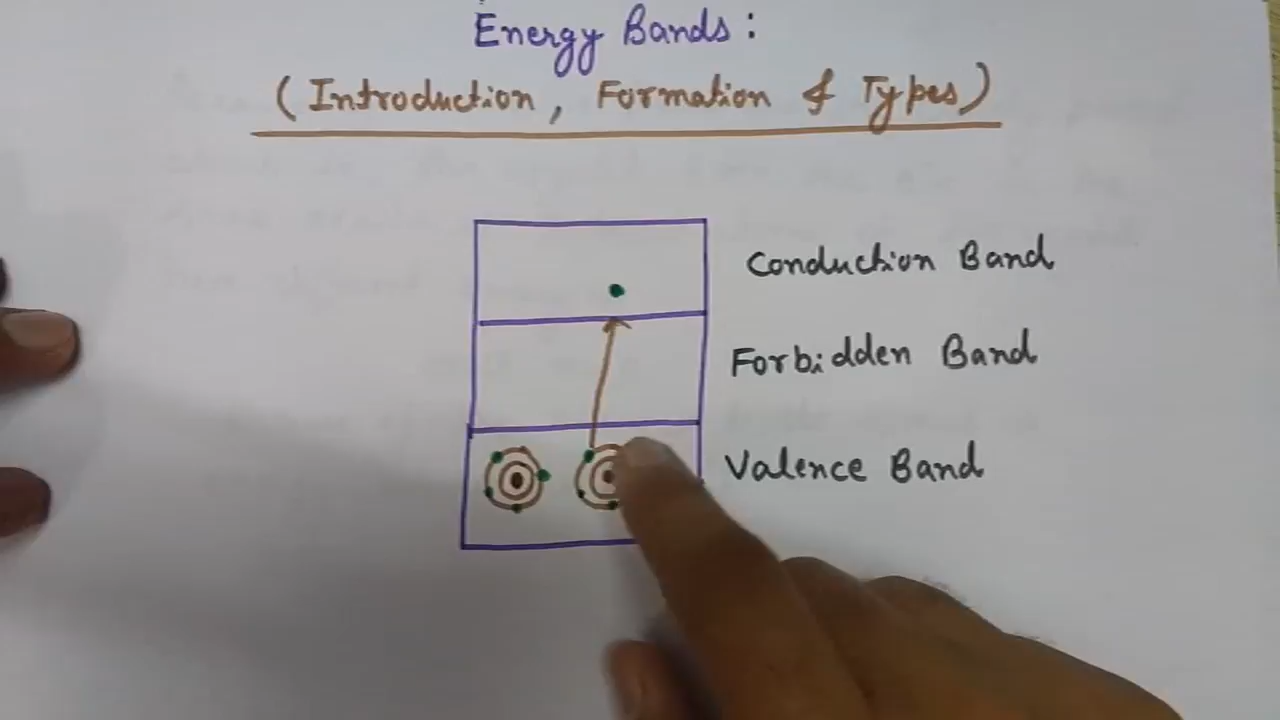 Energy Bands:
(Introduction, Formation & Types)
Conduction Band
Forbidden Band
Valence Band